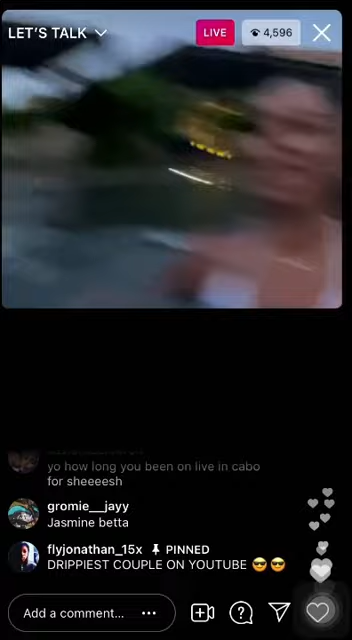 LET'S TALK
LIVE
4,596
yo how long you been on live in cabo
for sheeeesh
gromie__jayy
Jasmine betta
flyjonathan_15x PINNED
DRIPPIEST COUPLE ON YOUTUBE 😎 😎
Add a comment...